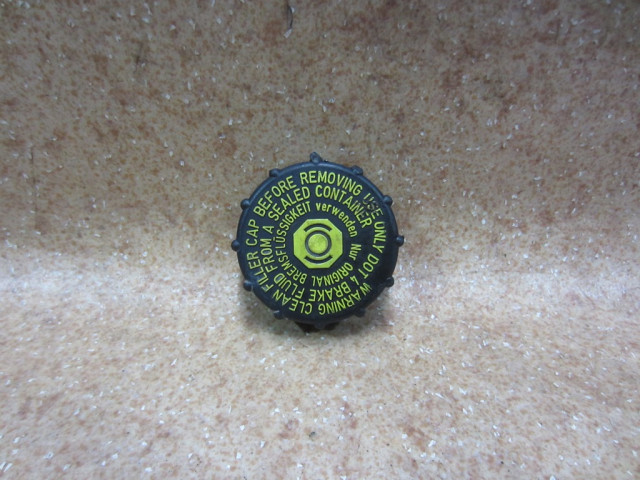 WARNING CLEAN FILLER CAP BEFORE REMOVING USE ONLY DOT 4 BRAKE FLUID FROM A SEALED CONTAINER
Nur ORIGINAL BREMSFLÜSSIGKEIT verwenden